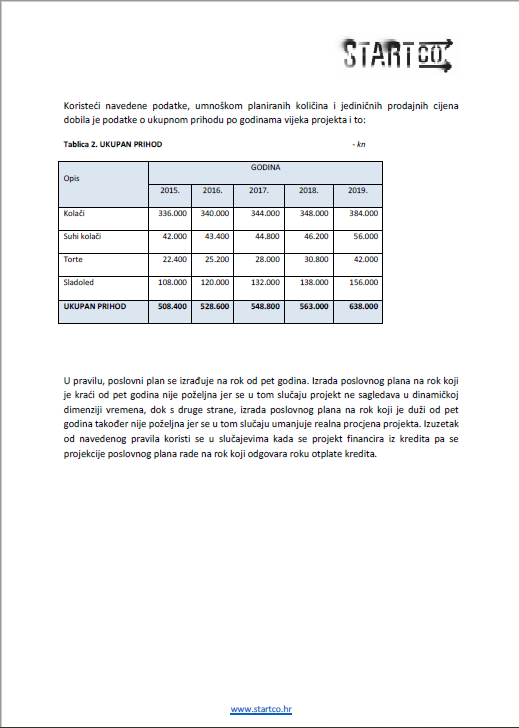 STARTCO
Koristeći navedene podatke, umnoškom planiranih količina i jediničnih prodajnih cijena
dobila je podatke o ukupnom prihodu po godinama vijeka projekta i to:
Tablica 2. UKUPAN PRIHOD - kn
Opis GODINA
2015. 2016. 2017. 2018. 2019.
Kolači 336.000 340.000 344.000 348.000 384.000
Suhi kolači 42.000 43.400 44.800 46.200 56.000
Torte 22.400 25.200 28.000 30.800 42.000
Sladoled 108.000 120.000 132.000 138.000 156.000
UKUPAN PRIHOD 508.400 528.600 548.800 563.000 638.000
U pravilu, poslovni plan se izrađuje na rok od pet godina. Izrada poslovnog plana na rok koji
je kraći od pet godina nije poželjna jer se u tom slučaju projekt ne sagledava u dinamičkoj
dimenziji vremena, dok s druge strane, izrada poslovnog plana na rok koji je duži od pet
godina također nije poželjna jer se u tom slučaju umanjuje realna procjena projekta. Izuzetak
od navedenog pravila koristi se u slučajevima kada se projekt financira iz kredita pa se
projekcije poslovnog plana rade na rok koji odgovara roku otplate kredita.
www.startco.hr